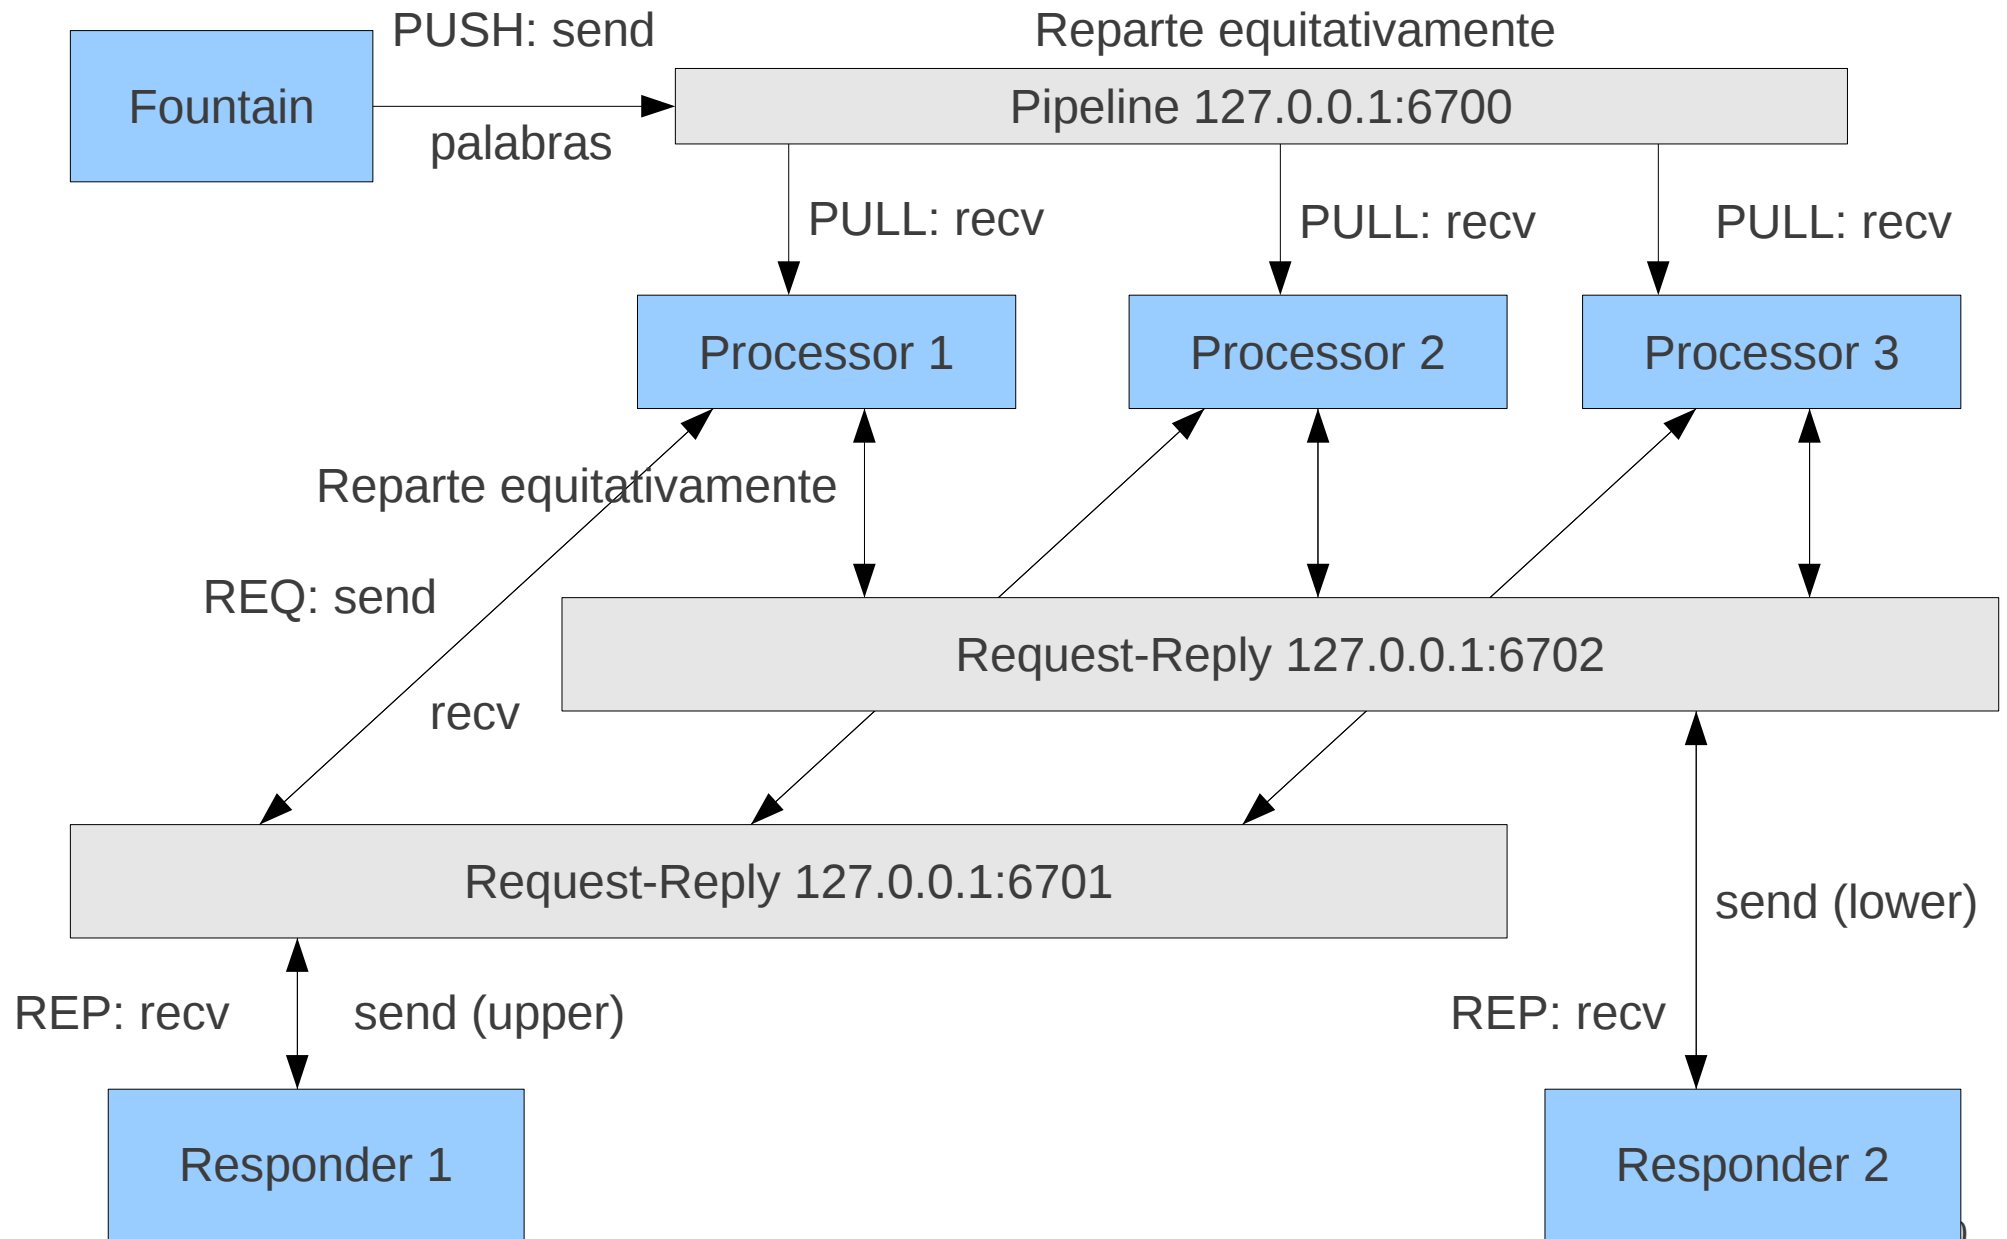 PUSH: send
Reparte equitativamente
Fountain
Pipeline 127.0.0.1:6700
palabras
PULL: recv
PULL: recv
PULL: recv
Processor 1
Processor 2
Processor 3
Reparte equitativamente
REQ: send
Request-Reply 127.0.0.1:6702
recv
Request-Reply 127.0.0.1:6701
send (lower)
REP: recv
send (upper)
REP: recv
Responder 1
Responder 2